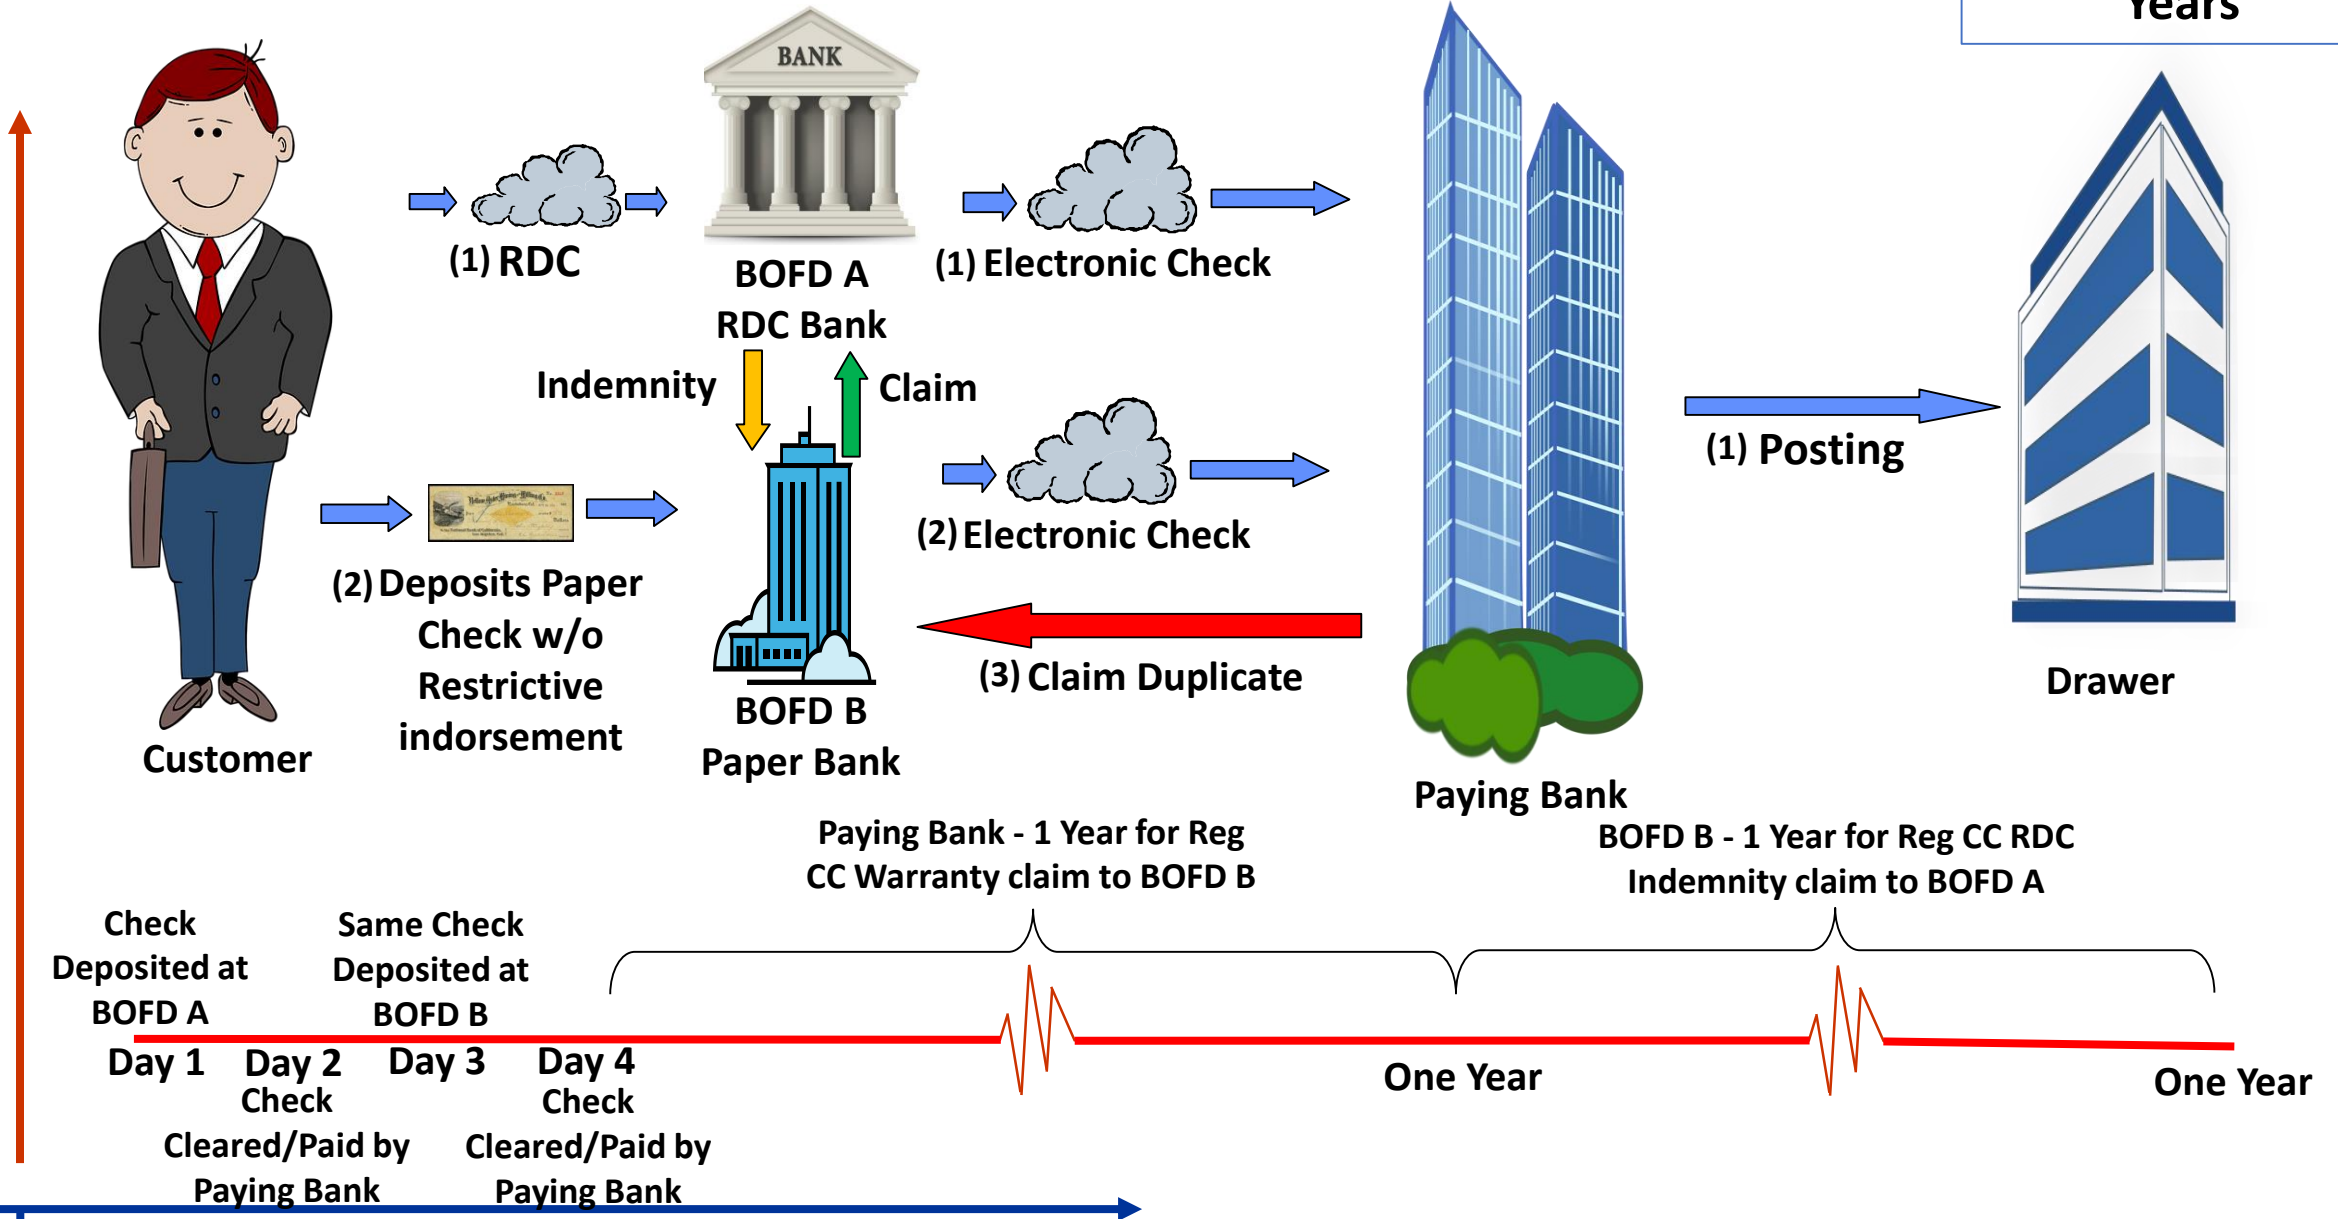 Years
BANK
(1) RDC
BOFD A
RDC Bank
(1) Electronic Check
Indemnity
Claim
(1) Posting
(2) Deposits Paper
Check w/o
Restrictive
indorsement
(2) Electronic Check
(3) Claim Duplicate
BOFD B
Paper Bank
Customer
Paying Bank
Drawer
Paying Bank - 1 Year for Reg
CC Warranty claim to BOFD B
BOFD B - 1 Year for Reg CC RDC
Indemnity claim to BOFD A
Check
Deposited at
BOFD A
Same Check
Deposited at
BOFD B
Day 1
Day 2
Day 3
Day 4
One Year
One Year
Check
Cleared/Paid by
Paying Bank
Check
Cleared/Paid by
Paying Bank